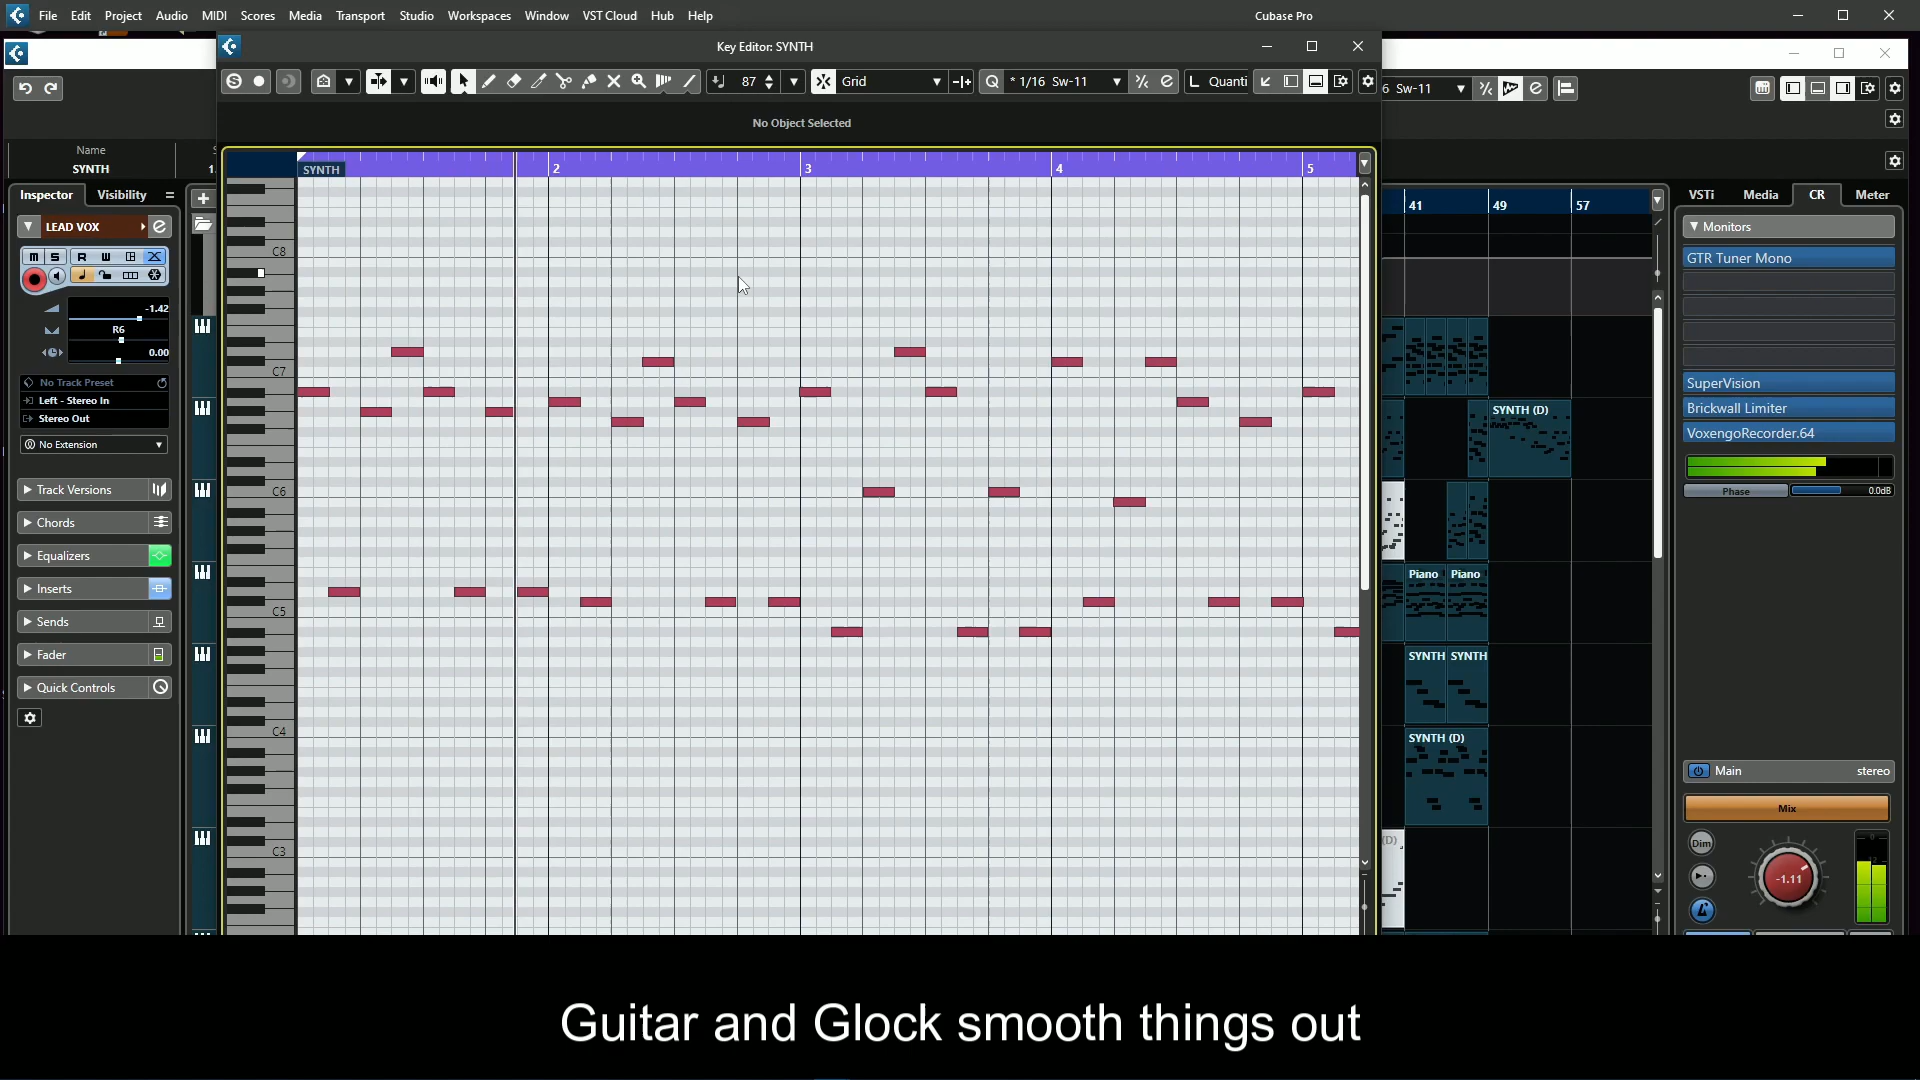 File Edit Project Audio MIDI Scores Media Transport Studio Workspaces Window VST Cloud Hub Help
Cubase Pro
Key Editor: SYNTH
87
Grid
* 1/16 Sw-11
L Quanti
6 Sw-11
No Object Selected
Name
SYNTH
Inspector Visibility
LEAD VOX
m S R W
-1.42
R6
0.00
No Track Preset
Left - Stereo In
Stereo Out
No Extension
Track Versions
Chords
Equalizers
Inserts
Sends
Fader
Quick Controls
SYNTH
2 3 4 5
C8
C7
C6
C5
C4
C3
41 49 57
SYNTH (D)
Piano Piano
SYNTH SYNTH
SYNTH (D)
(D)
VSTi Media CR Meter
Monitors
GTR Tuner Mono
SuperVision
Brickwall Limiter
VoxengoRecorder.64
Phase 0.0dB
Main stereo
Mix
Dim
-1.11
Guitar and Glock smooth things out